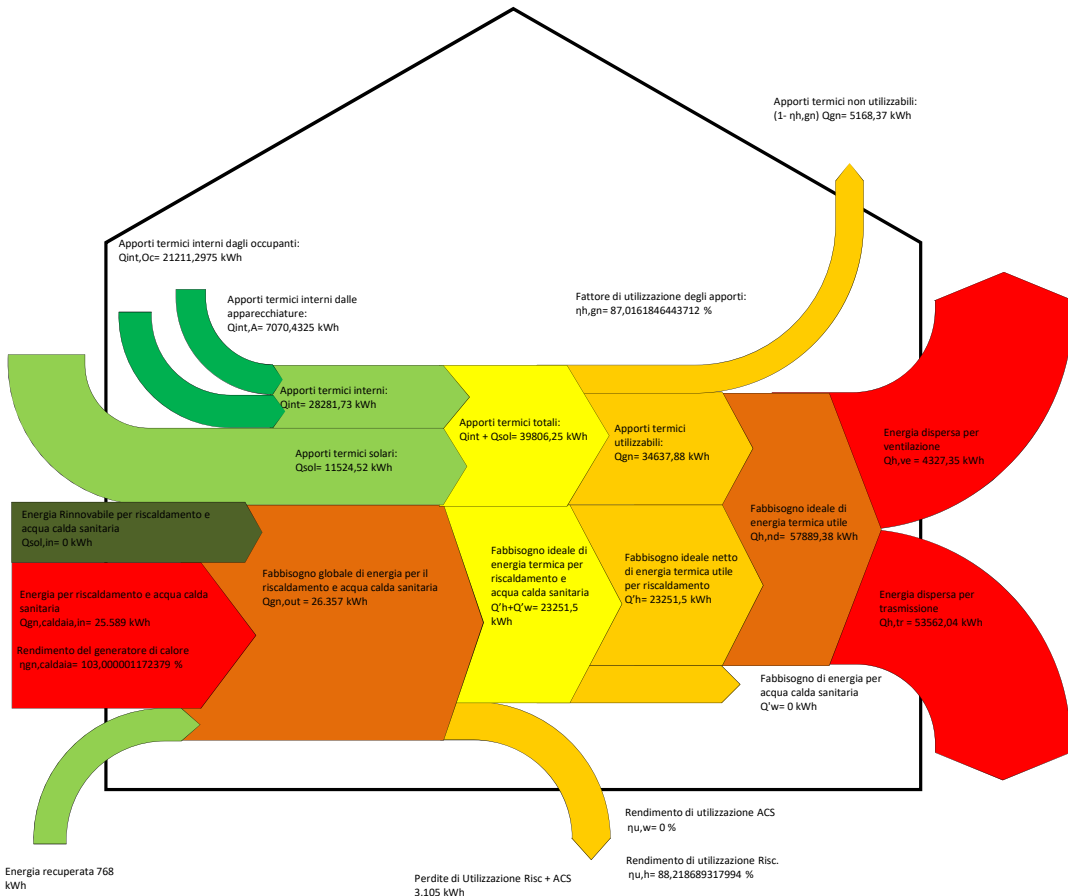 Apporti termici non utilizzabili:
(1- ηh,gn) Qgn= 5168,37 kWh
Apporti termici interni dagli occupanti:
Qint,Oc= 21211,2975 kWh
Apporti termici interni dalle
apparecchiature:
Qint,A= 7070,4325 kWh
Fattore di utilizzazione degli apporti:
ηh,gn= 87,0161846443712 %
Apporti termici interni:
Qint= 28281,73 kWh
Apporti termici totali:
Qint + Qsol= 39806,25 kWh
Apporti termici
utilizzabili:
Qgn= 34637,88 kWh
Energia dispersa per
ventilazione
Qh,ve= 4327,35 kWh
Apporti termici solari:
Qsol= 11524,52 kWh
Energia Rinnovabile per riscaldamento e
acqua calda sanitaria
Qsol,in= 0 kWh
Fabbisogno ideale di
energia termica utile
Qh,nd= 57889,38 kWh
Fabbisogno globale di energia per il
riscaldamento e acqua calda sanitaria
Qgn,out = 26.357 kWh
Fabbisogno ideale di
energia termica per
riscaldamento e
acqua calda sanitaria
Q'h+Q'w= 23251,5
kWh
Fabbisogno ideale netto
di energia termica utile
per riscaldamento
Q'h= 23251,5 kWh
Energia per riscaldamento e acqua calda
sanitaria
Qgn,caldaia,in= 25.589 kWh
Rendimento del generatore di calore
ηgn,caldaia= 103,000001172379 %
Energia dispersa per
trasmissione
Qh,tr = 53562,04 kWh
Fabbisogno di energia per
acqua calda sanitaria
Q'w= 0 kWh
Rendimento di utilizzazione ACS
ηu,w= 0 %
Rendimento di utilizzazione Risc.
ηu,h= 88,218689317994 %
Energia recuperata 768
kWh
Perdite di Utilizzazione Risc + ACS
3.105 kWh